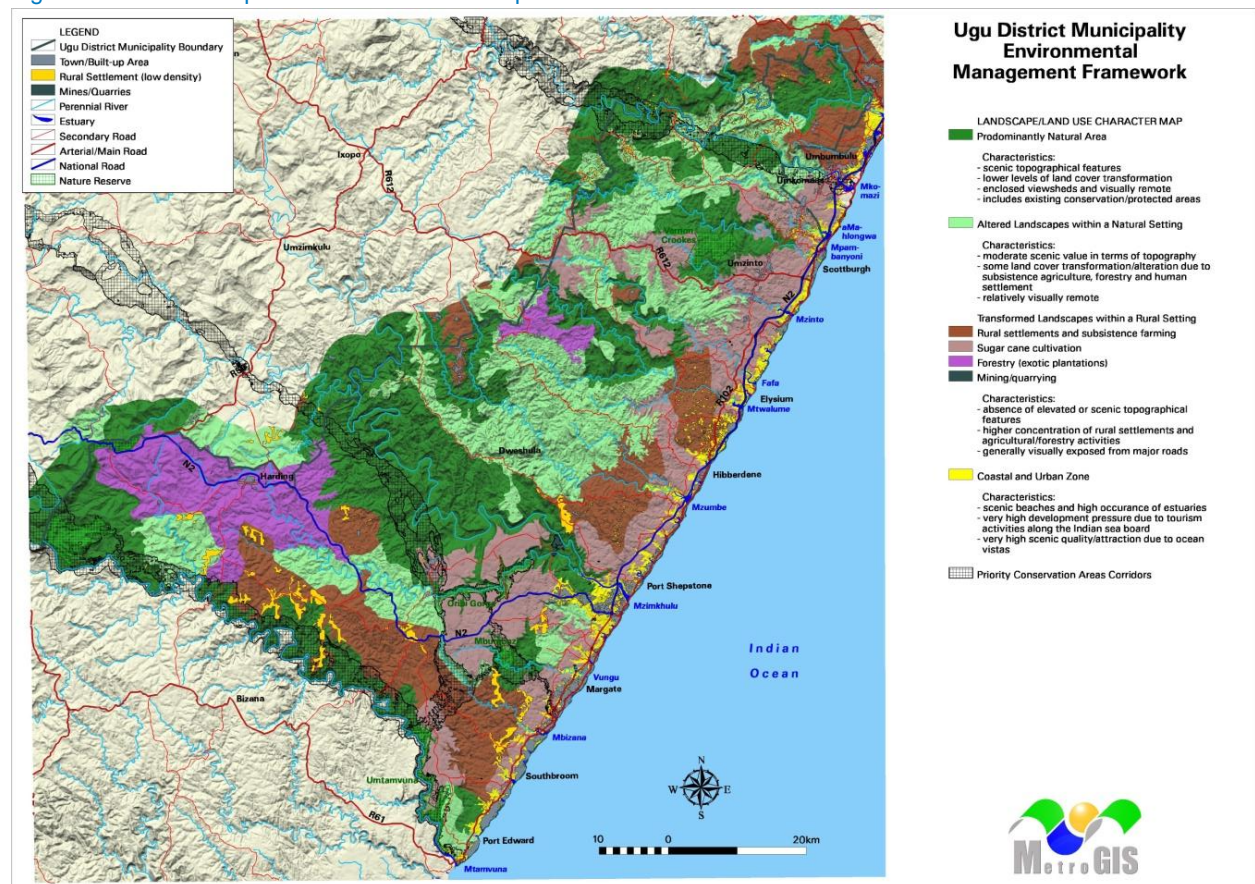 LEGEND
Ugu District Municipality Boundary
Town/Built-up Area
Rural Settlement (low density)
Mines/Quarries
Perennial River
Estuary
Secondary Road
Arterial/Main Road
National Road
Nature Reserve
Ixopo
R612
Umzimkulu
Umbumbulu
Umkomaas
Mko-
mazi
aMa-
hlongwa
Mpam-
banyoni
Vernon
Crookes
Umzinto
R612
Scottburgh
N2
Mzinto
Fafa
Elysium
R102
Mtwalume
Dweshula
Hibberdene
N2
Harding
Mzumbe
Port Shepstone
Oribi Gorge
Mzimkhulu
N2
Indian
Ocean
Vungu
Margate
Bizana
Mbizana
Umtamvuna
Southbroom
R61
Port Edward
Mtamvuna
N
W E
S
10 0 10 20km
Ugu District Municipality
Environmental
Management Framework
LANDSCAPE/LAND USE CHARACTER MAP
Predominantly Natural Area
Characteristics:
- scenic topographical features
- lower levels of land cover transformation
- enclosed viewsheds and visually remote
- includes existing conservation/protected areas
Altered Landscapes within a Natural Setting
Characteristics:
- moderate scenic value in terms of topography
- some land cover transformation/alteration due to
subsistence agriculture, forestry and human
settlement
- relatively visually remote
Transformed Landscapes within a Rural Setting
Rural settlements and subsistence farming
Sugar cane cultivation
Forestry (exotic plantations)
Mining/quarrying
Characteristics:
- absence of elevated or scenic topographical
features
- higher concentration of rural settlements and
agricultural/forestry activities
- generally visually exposed from major roads
Coastal and Urban Zone
Characteristics:
- scenic beaches and high occurance of estuaries
- very high development pressure due to tourism
activities along the Indian sea board
- very high scenic quality/attraction due to ocean
vistas
Priority Conservation Areas Corridors
MetroGIS